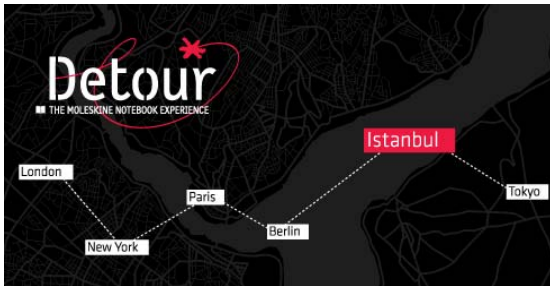 Detour
THE MOLESKINE NOTEBOOK EXPERIENCE
Istanbul
London
Paris
Tokyo
Berlin
New York